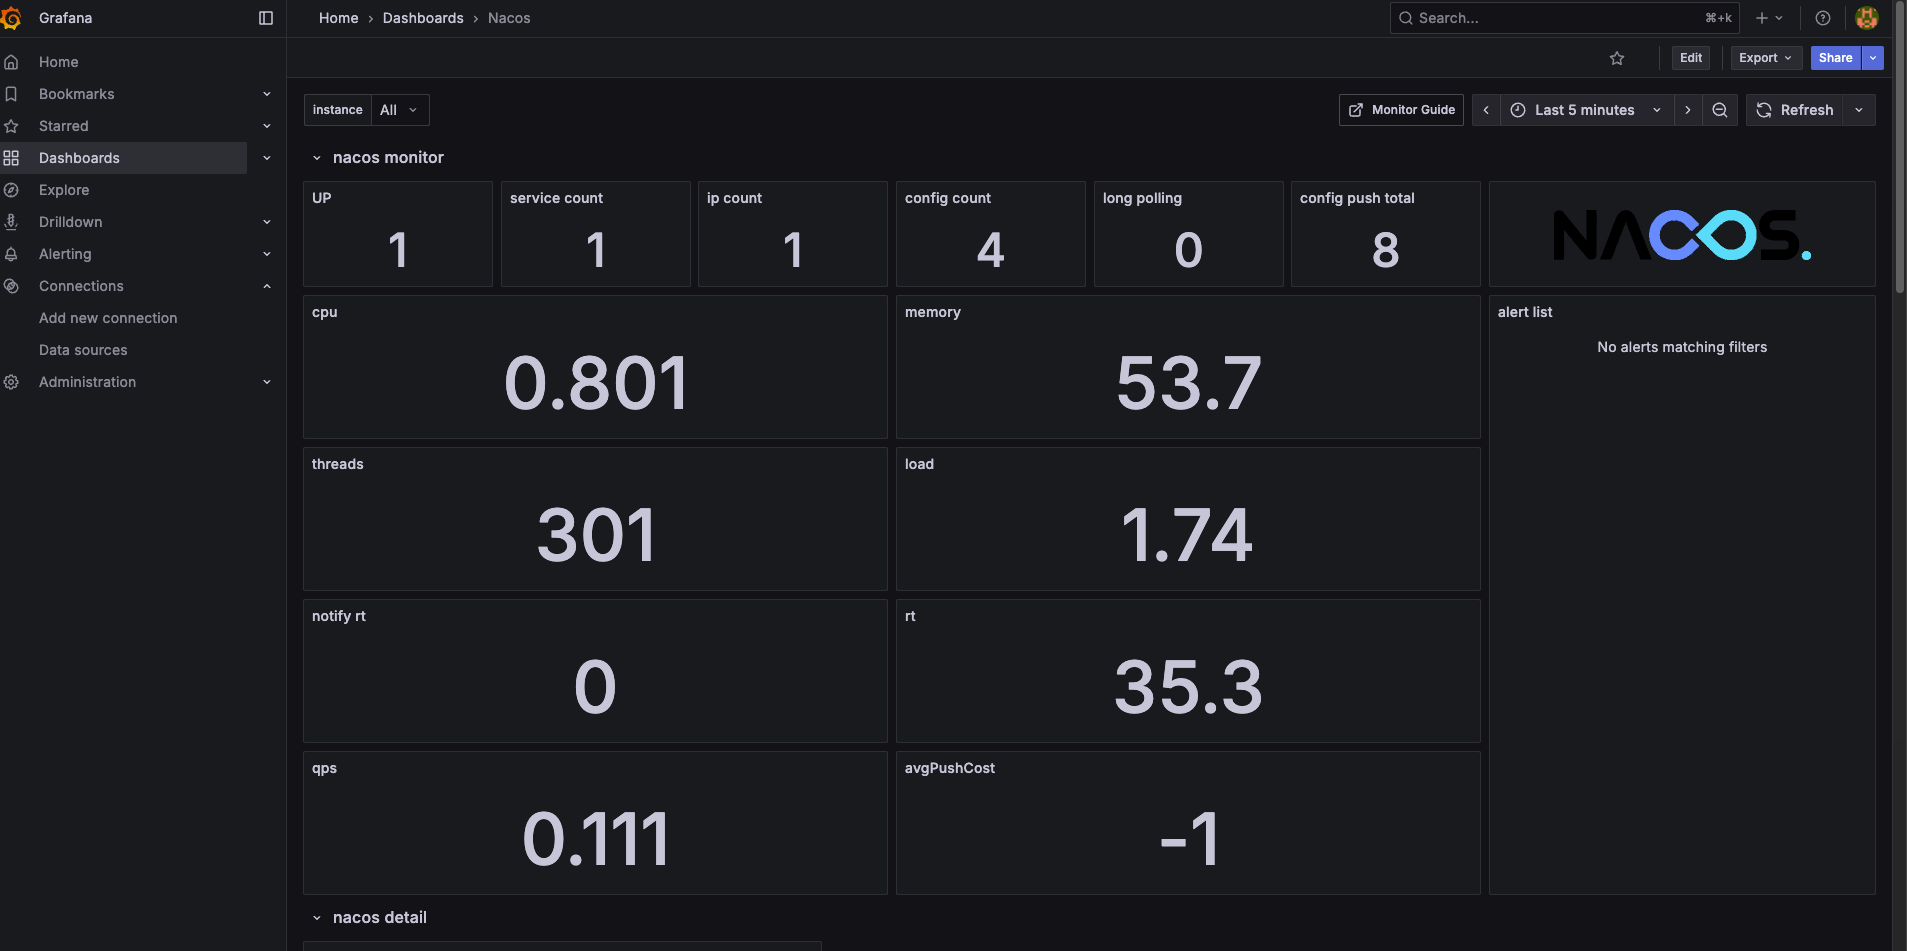 Grafana
Home › Dashboards › Nacos
Search...
⌘+k
Edit
Export
Share
Home
Bookmarks
Starred
Dashboards
Explore
Drilldown
Alerting
Connections
Add new connection
Data sources
Administration
instance All
Monitor Guide
Last 5 minutes
Refresh
nacos monitor
UP
1
service count
1
ip count
1
config count
4
long polling
0
config push total
8
NACOS.
cpu
0.801
memory
53.7
alert list
No alerts matching filters
threads
301
load
1.74
notify rt
0
rt
35.3
qps
0.111
avgPushCost
-1
nacos detail